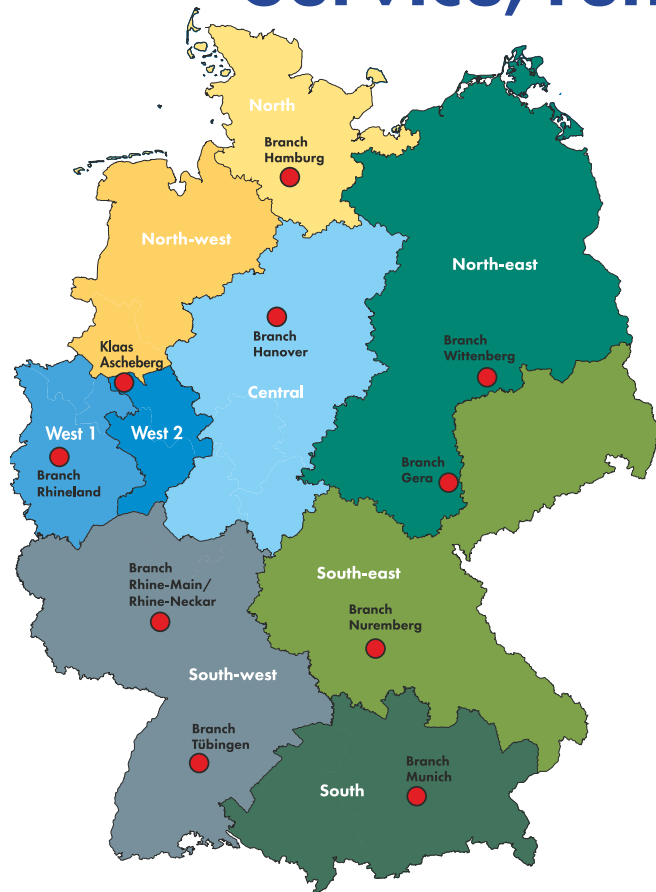 North
Branch
Hamburg
North-west
North-east
Klaas
Ascheberg
Branch
Hanover
Branch
Wittenberg
Central
West 1
West 2
Branch
Rhineland
Branch
Gera
South-east
Branch
Rhine-Main/
Rhine-Neckar
Branch
Nuremberg
South-west
Branch
Tübingen
Branch
Munich
South